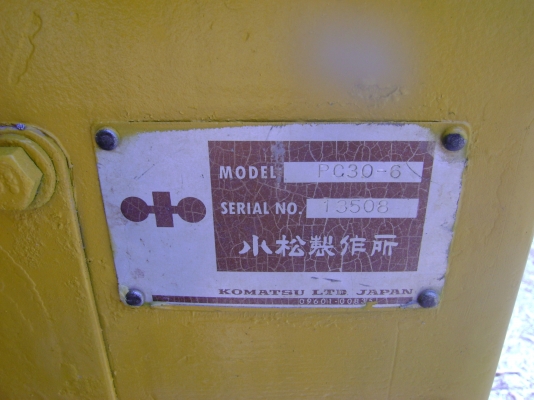 MODEL PC30-6
SERIAL NO. 13508
小松製作所
KOMATSU LTD JAPAN